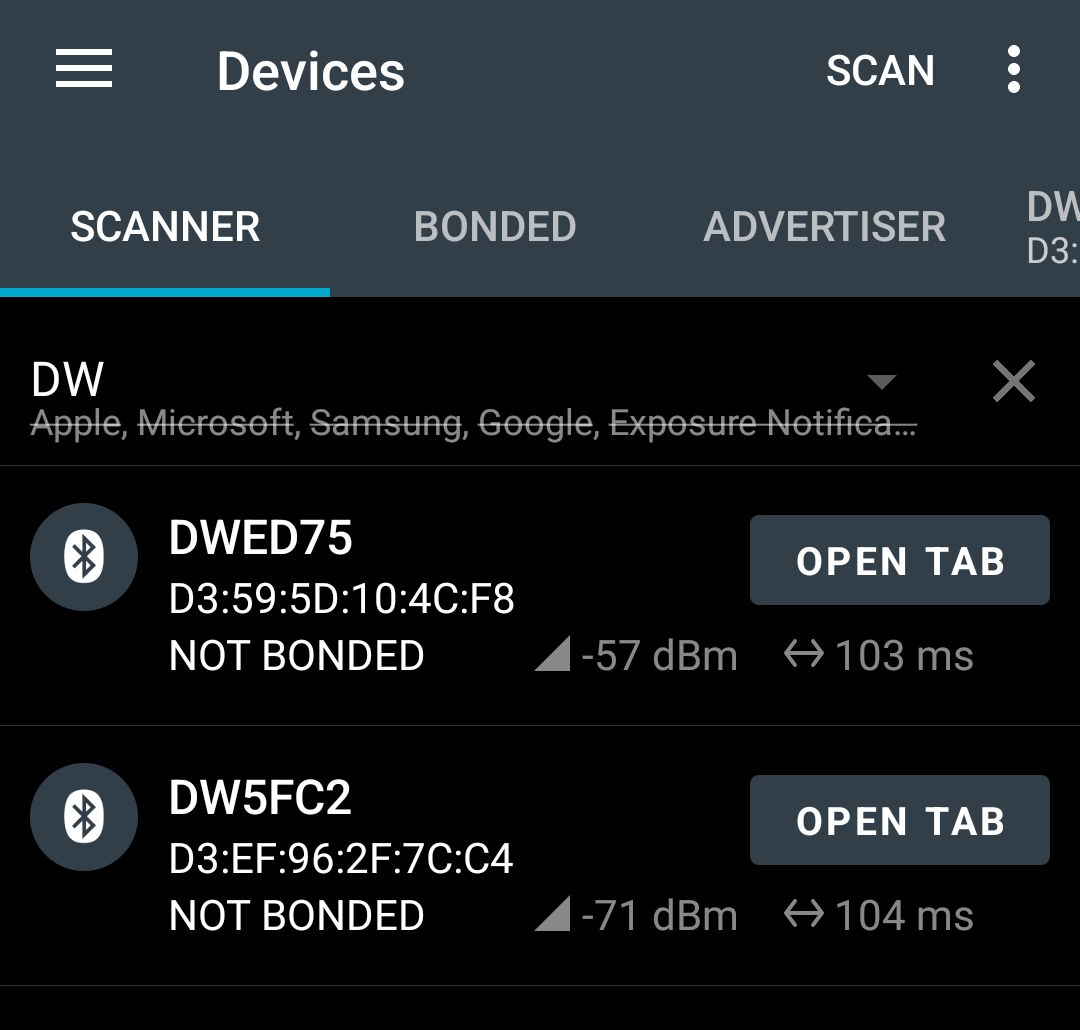 Devices SCAN
SCANNER BONDED ADVERTISER DW
D3:
DW
Apple, Microsoft, Samsung, Google, Exposure Notifica...
DWED75
OPEN TAB
D3:59:5D:10:4C:F8
NOT BONDED -57 dBm 103 ms
DW5FC2
OPEN TAB
D3:EF:96:2F:7C:C4
NOT BONDED -71 dBm 104 ms